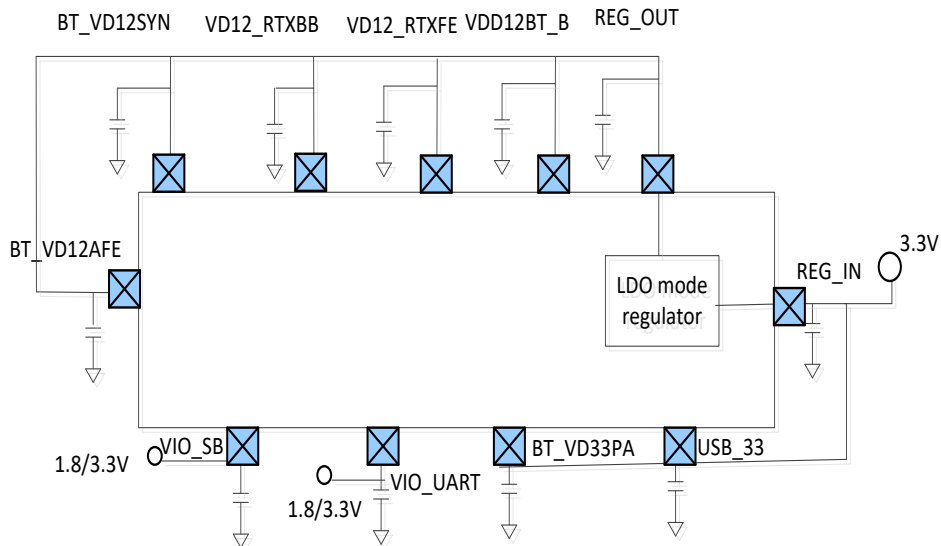 BT_VD12SYN
VD12_RTXBB
VD12_RTXFE
VDD12BT_B
REG_OUT
BT_VD12AFE
3.3V
REG_IN
LDO mode
regulator
VIO_SB
1.8/3.3V
VIO_UART
1.8/3.3V
BT_VD33PA
USB_33